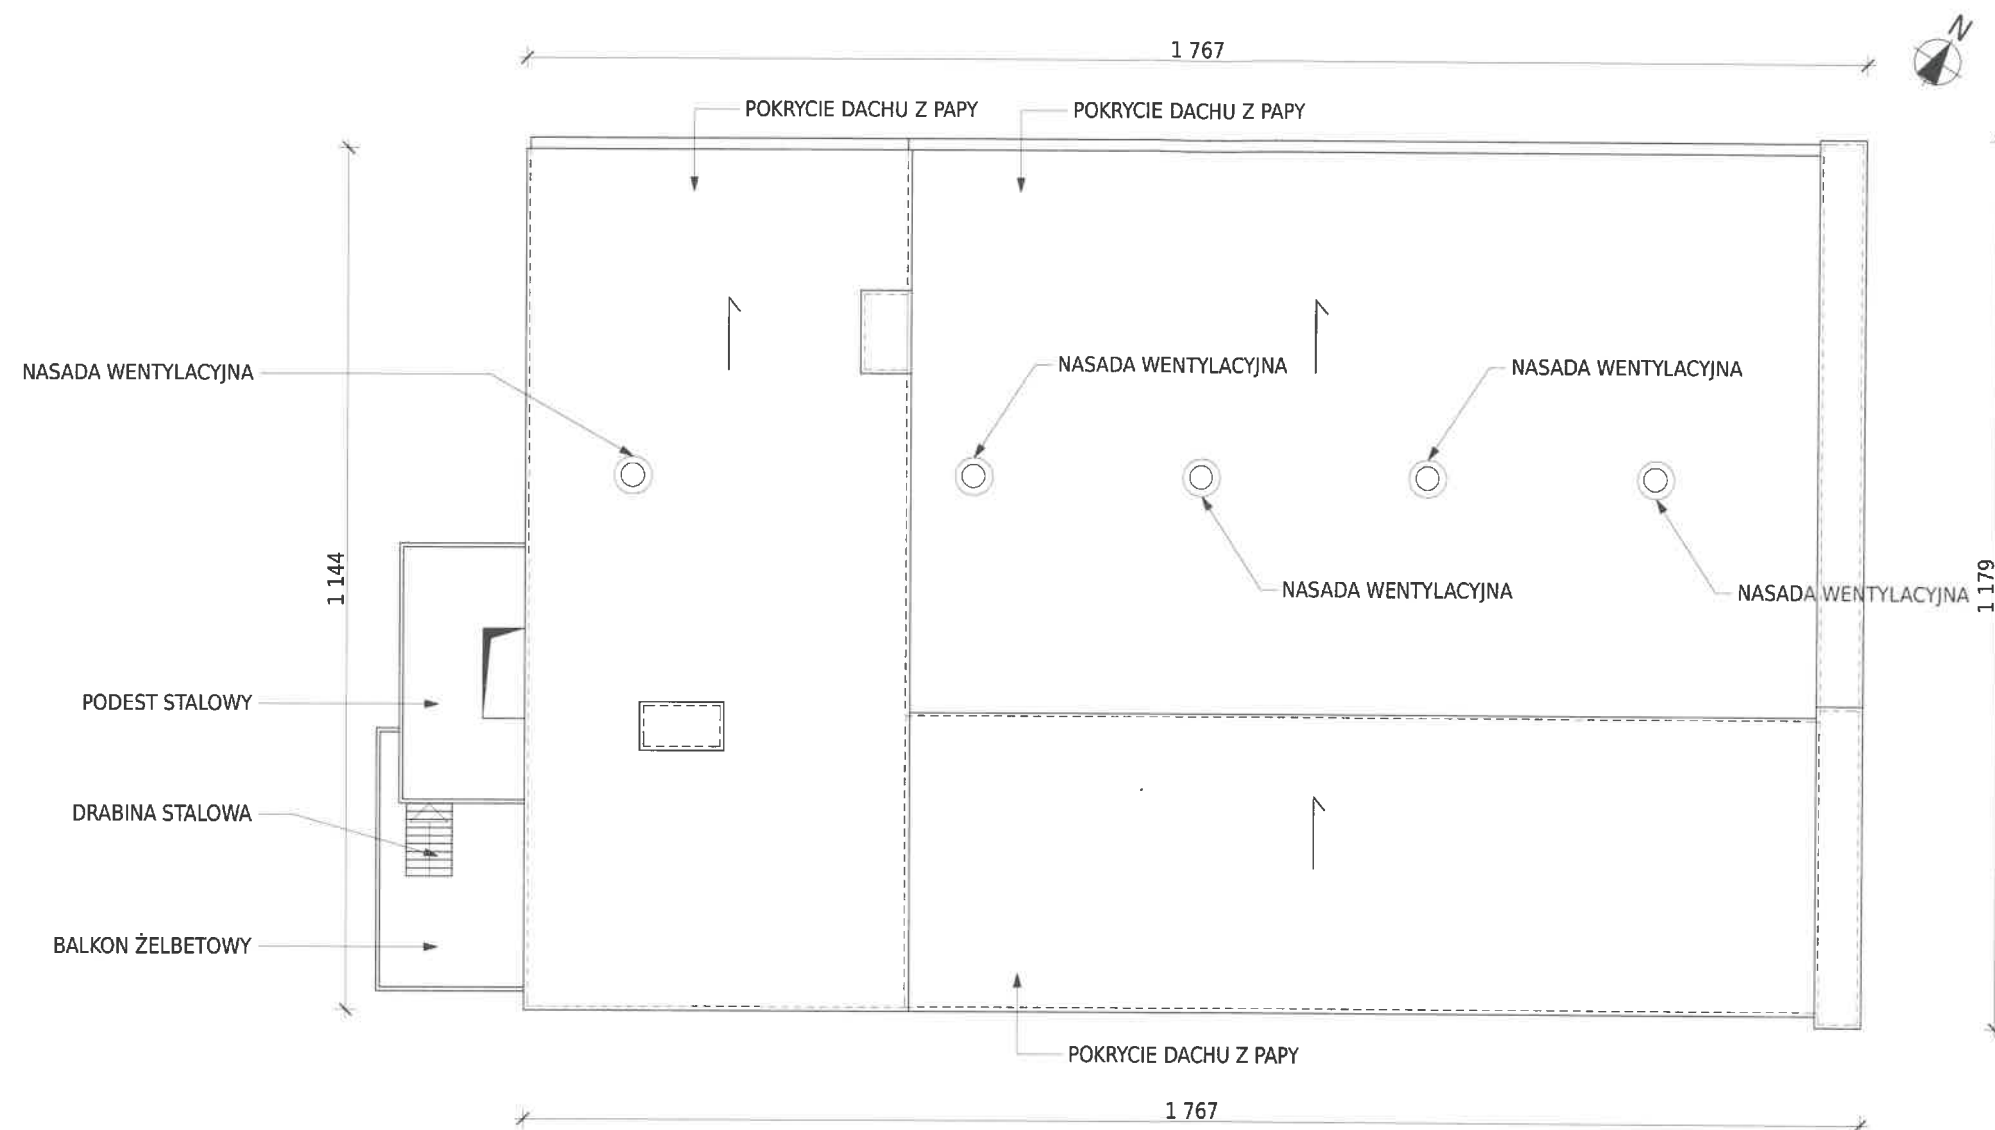 N
1 767
POKRYCIE DACHU Z PAPY
POKRYCIE DACHU Z PAPY
NASADA WENTYLACYJNA
NASADA WENTYLACYJNA
NASADA WENTYLACYJNA
1 144
NASADA WENTYLACYJNA
NASADA WENTYLACYJNA
1 179
PODEST STALOWY
DRABINA STALOWA
BALKON ŻELBETOWY
POKRYCIE DACHU Z PAPY
1 767